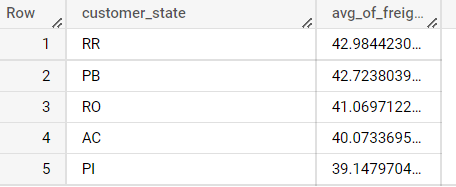 Row customer_state avg_of_freig...
1 RR 42.9844230...
2 PB 42.7238039...
3 RO 41.0697122...
4 AC 40.0733695...
5 PI 39.1479704...